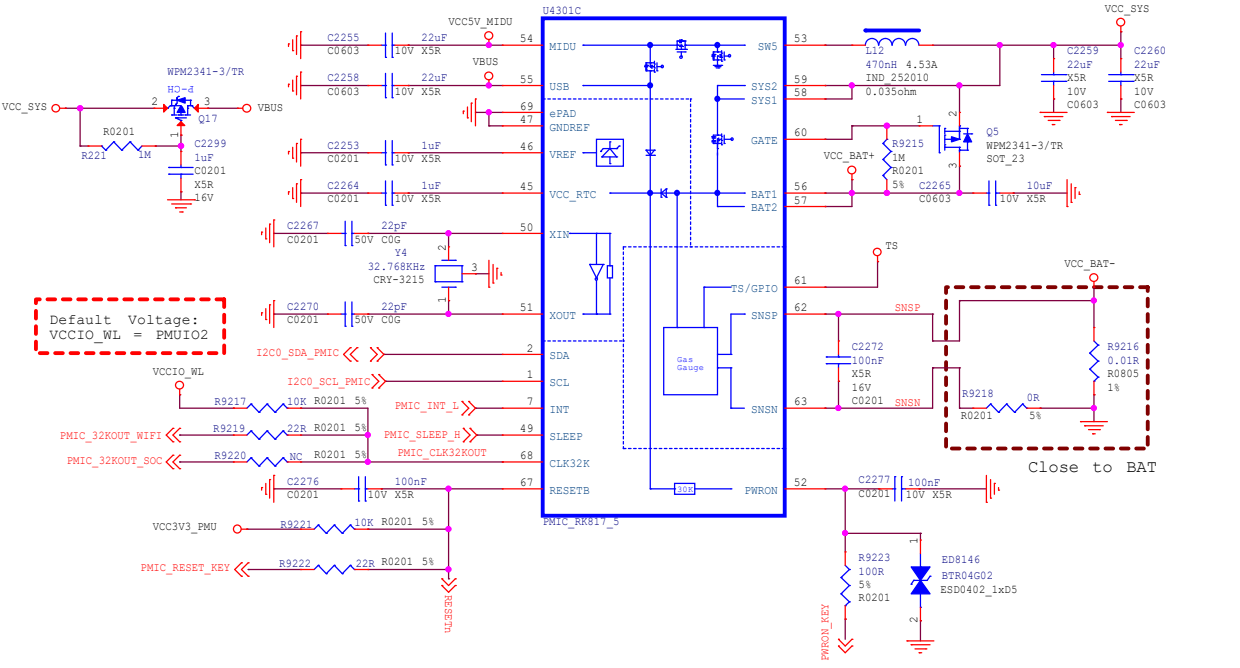 U4301C
VCC5V_MIDU
C2255 22uF
C0603 10V X5R
54 MIDU
VBUS
C2258 22uF
C0603 10V X5R
55 USB
69 ePAD
47 GNDREF
C2253 1uF
C0201 10V X5R
46 VREF
C2264 1uF
C0201 10V X5R
45 VCC_RTC
C2267 22pF
C0201 50V C0G
50 XIN
Y4
32.768KHz
CRY-3215
2
3
1
C2270 22pF
C0201 50V C0G
51 XOUT
WPM2341-3/TR
P-CH
VCC_SYS
2
3
VBUS
Q17
1
R0201
R221 1M
C2299
1uF
C0201
X5R
16V
Default Voltage:
VCCIO_WL = PMUIO2
I2C0_SDA_PMIC
2 SDA
I2C0_SCL_PMIC
1 SCL
VCCIO_WL
PMIC_INT_L
7 INT
R9217 10K R0201 5%
PMIC_32KOUT_WIFI R9219 22R R0201 5%
PMIC_SLEEP_H
49 SLEEP
PMIC_32KOUT_SOC R9220 NC R0201 5%
PMIC_CLK32KOUT
68 CLK32K
C2276 100nF
C0201 10V X5R
67 RESETB
VCC3V3_PMU
R9221 10K R0201 5%
PMIC_RESET_KEY
R9222 22R R0201 5%
RESETn
PMIC_RK817_5
Gas
Gauge
30K
SW5 53
L12
470nH 4.53A
IND_252010
0.035ohm
VCC_SYS
C2259
22uF
X5R
10V
C0603
C2260
22uF
X5R
10V
C0603
SYS2 59
SYS1 58
GATE 60
1
2
3
Q5
WPM2341-3/TR
SOT_23
R9215
1M
R0201
5%
VCC_BAT+
BAT1 56
BAT2 57
C2265 10uF
C0603 10V X5R
TS
TS/GPIO 61
SNSP 62
SNSP
C2272
100nF
X5R
16V
C0201
SNSN 63
SNSN
VCC_BAT-
R9216
0.01R
R0805
1%
R9218 0R
R0201 5%
Close to BAT
PWRON 52
C2277 100nF
C0201 10V X5R
R9223
100R
5%
R0201
PWRON_KEY
1
ED8146
BTR04G02
ESD0402_1xD5
2